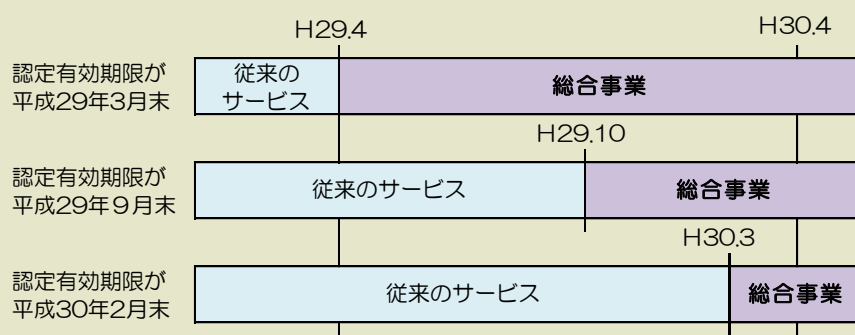 H29.4
H30.4
認定有効期限が
平成29年3月末
従来の
サービス
総合事業
H29.10
認定有効期限が
平成29年9月末
従来のサービス
総合事業
H30.3
認定有効期限が
平成30年2月末
従来のサービス
総合事業